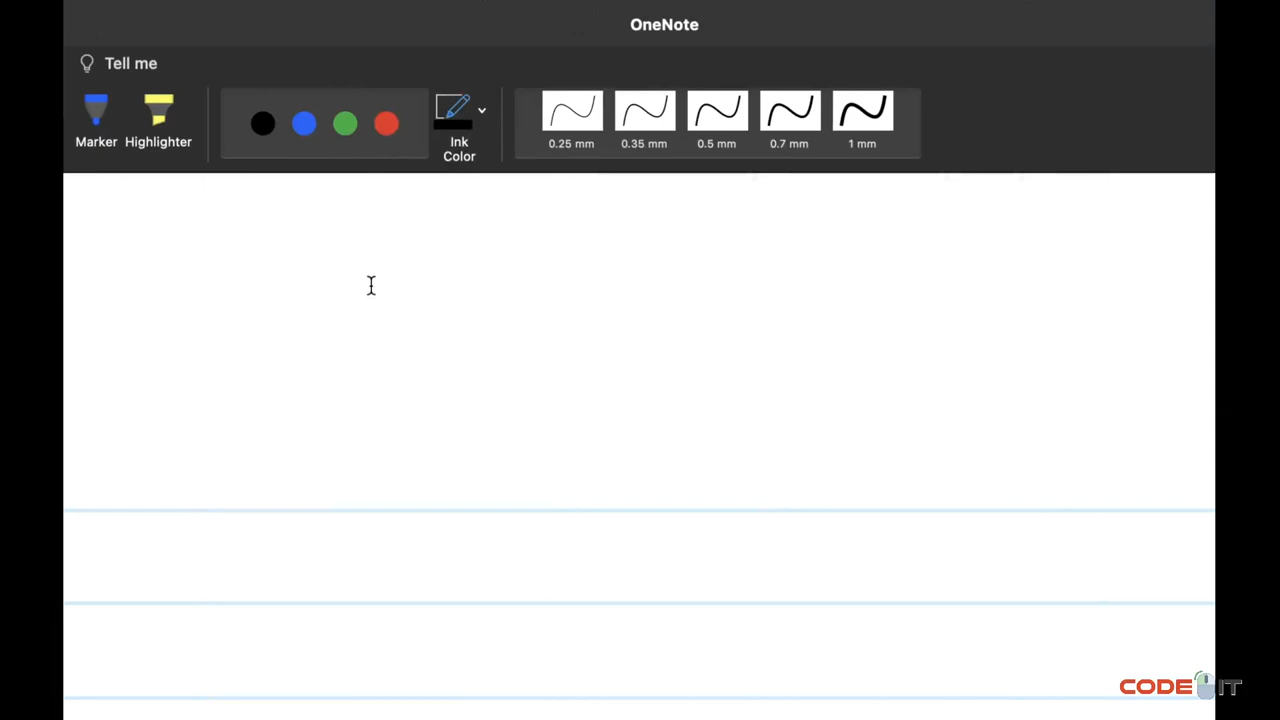 OneNote
Tell me
Marker
Highlighter
Ink
Color
0.25 mm
0.35 mm
0.5 mm
0.7 mm
1 mm
CODE IT